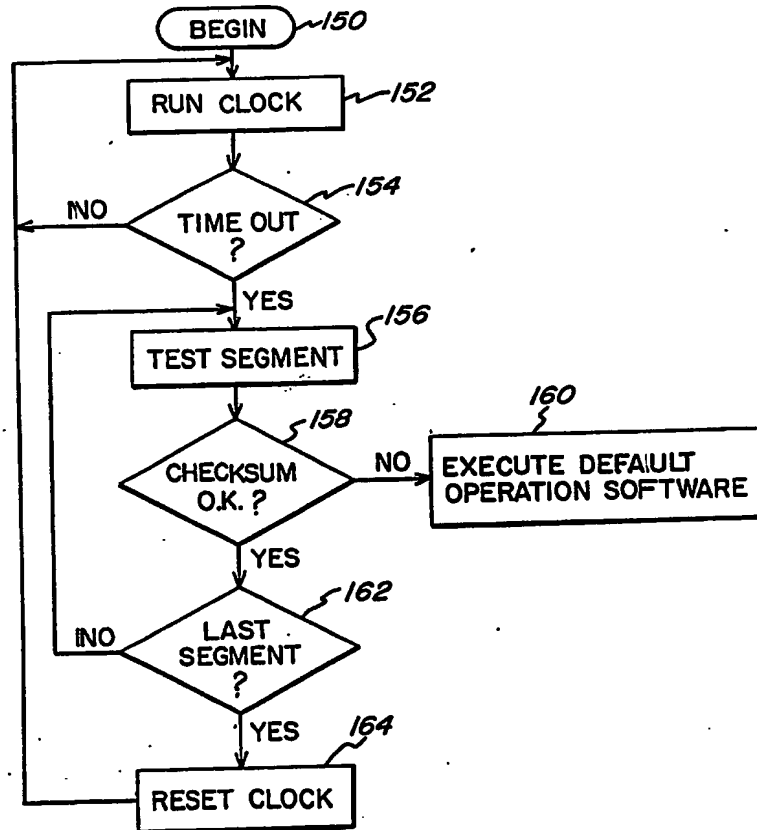 BEGIN 150
RUN CLOCK 152
154
NO TIME OUT
?
YES
156
TEST SEGMENT
158
CHECKSUM
O.K. ?
NO
160
EXECUTE DEFAULT
OPERATION SOFTWARE
YES
162
NO LAST
SEGMENT
?
YES
164
RESET CLOCK